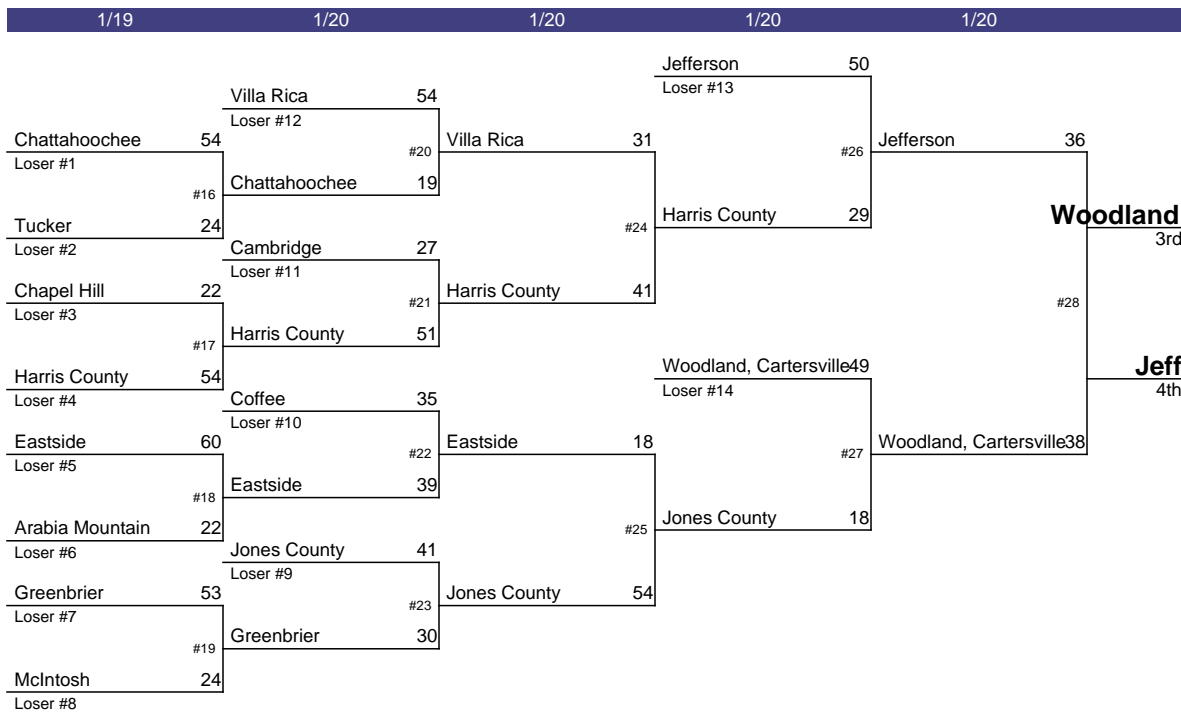 1/19 1/20 1/20 1/20 1/20
Jefferson 50
Loser #13
Villa Rica 54
Loser #12
Chattahoochee 54
Loser #1
#20
Villa Rica 31
#26
Jefferson 36
#16
Chattahoochee 19
Tucker 24
Loser #2
#24
Harris County 29
Woodland
3rd
Cambridge 27
Loser #11
Chapel Hill 22
Loser #3
#21
Harris County 41
#28
#17
Harris County 51
Harris County 54
Loser #4
Woodland, Cartersville49
Loser #14
Jeff
4th
Coffee 35
Loser #10
Eastside 60
Loser #5
#22
Eastside 18
#27
Woodland, Cartersville38
#18
Eastside 39
Arabia Mountain 22
Loser #6
#25
Jones County 18
Jones County 41
Loser #9
Greenbrier 53
Loser #7
#23
Jones County 54
#19
Greenbrier 30
McIntosh 24
Loser #8